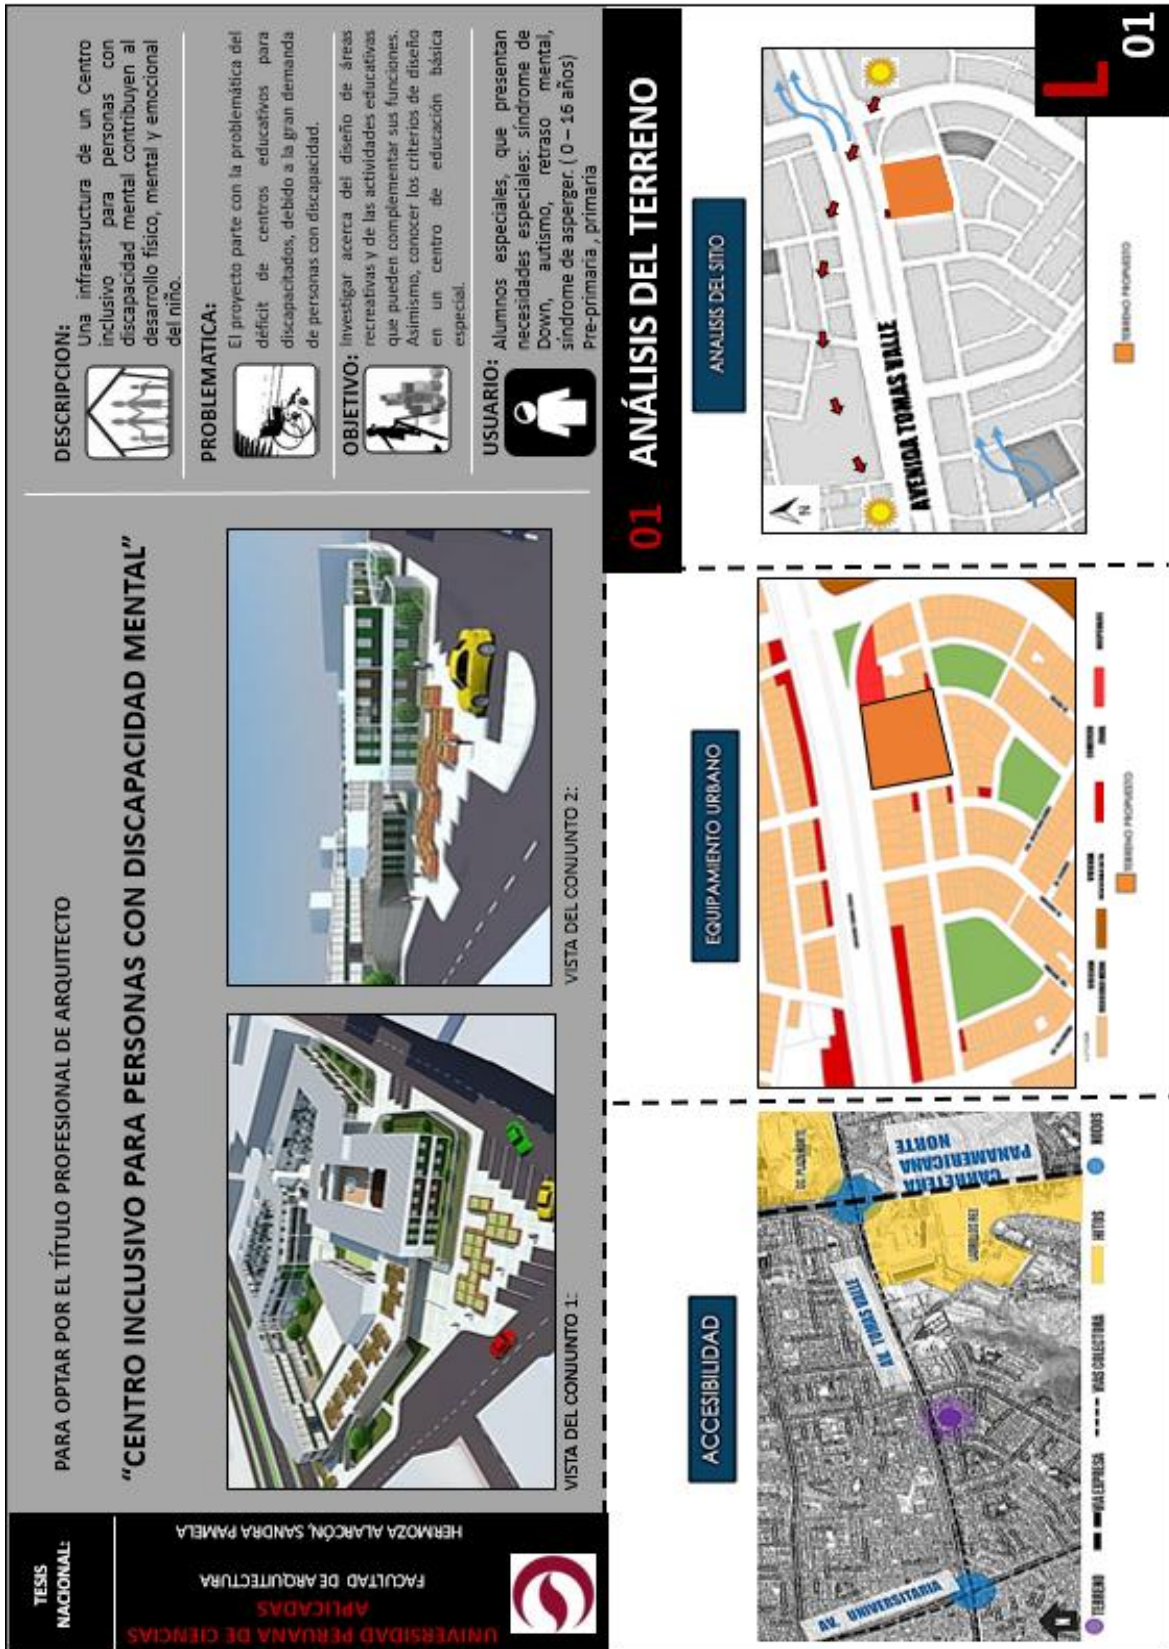 TESIS
NACIONAL:
UNIVERSIDAD PERUANA DE CIENCIAS
APLICADAS
FACULTAD DE ARQUITECTURA
HERMOZA ALARCÓN, SANDRA PAMELA
PARA OPTAR POR EL TÍTULO PROFESIONAL DE ARQUITECTO
“CENTRO INCLUSIVO PARA PERSONAS CON DISCAPACIDAD MENTAL”
VISTA DEL CONJUNTO 1:
VISTA DEL CONJUNTO 2:
DESCRIPCION:
Una infraestructura de un Centro
inclusivo para personas con
discapacidad mental contribuyen al
desarrollo físico, mental y emocional
del niño.
PROBLEMATICA:
El proyecto parte con la problemática del
déficit de centros educativos para
discapacitados, debido a la gran demanda
de personas con discapacidad.
OBJETIVO:
Investigar acerca del diseño de áreas
recreativas y de las actividades educativas
que pueden complementar sus funciones.
Asimismo, conocer los criterios de diseño
en un centro de educación básica
especial.
USUARIO:
Alumnos especiales, que presentan
necesidades especiales: síndrome de
Down, autismo, retraso mental,
síndrome de asperger. ( 0 – 16 años)
Pre-primaria , primaria
01 ANÁLISIS DEL TERRENO
ACCESIBILIDAD
CC. PLAZA NORTE
CARRETERA
PANAMERICANA
NORTE
AV. TOMAS VALLE
AV. UNIVERSITARIA
N
TERRENO
VIA EXPRESA
VIAS COLECTORA
HITOS
NODOS
EQUIPAMIENTO URBANO
TERRENO PROPUESTO
ANALISIS DEL SITIO
N
AVENIDA TOMAS VALLE
TERRENO PROPUESTO
L
01